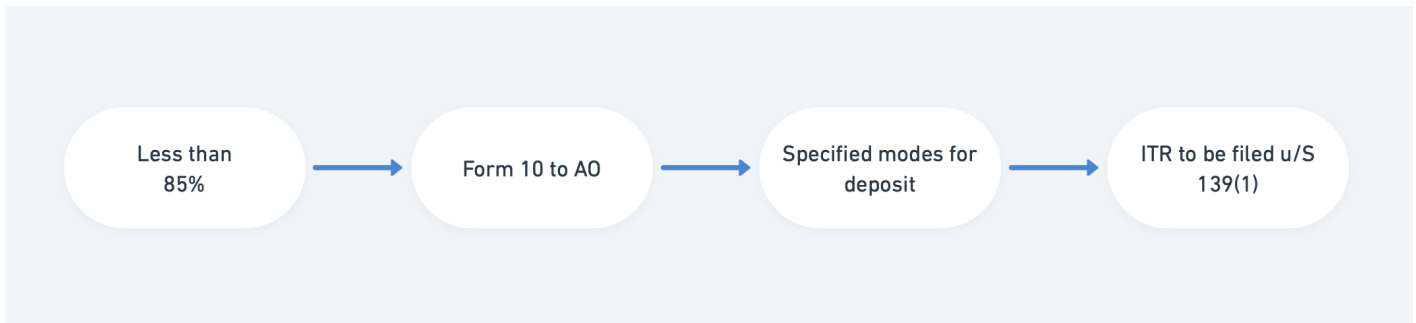 Less than
85%
Form 10 to AO
Specified modes for
deposit
ITR to be filed u/S
139(1)